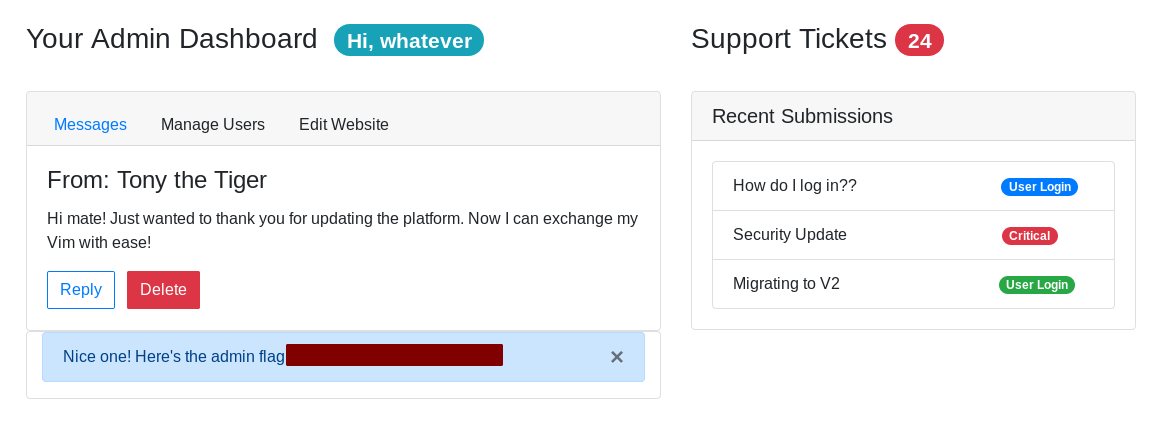 Your Admin Dashboard Hi, whatever
Messages Manage Users Edit Website
From: Tony the Tiger
Hi mate! Just wanted to thank you for updating the platform. Now I can exchange my
Vim with ease!
Reply Delete
Nice one! Here's the admin flag ×
Support Tickets 24
Recent Submissions
How do I log in?? User Login
Security Update Critical
Migrating to V2 User Login